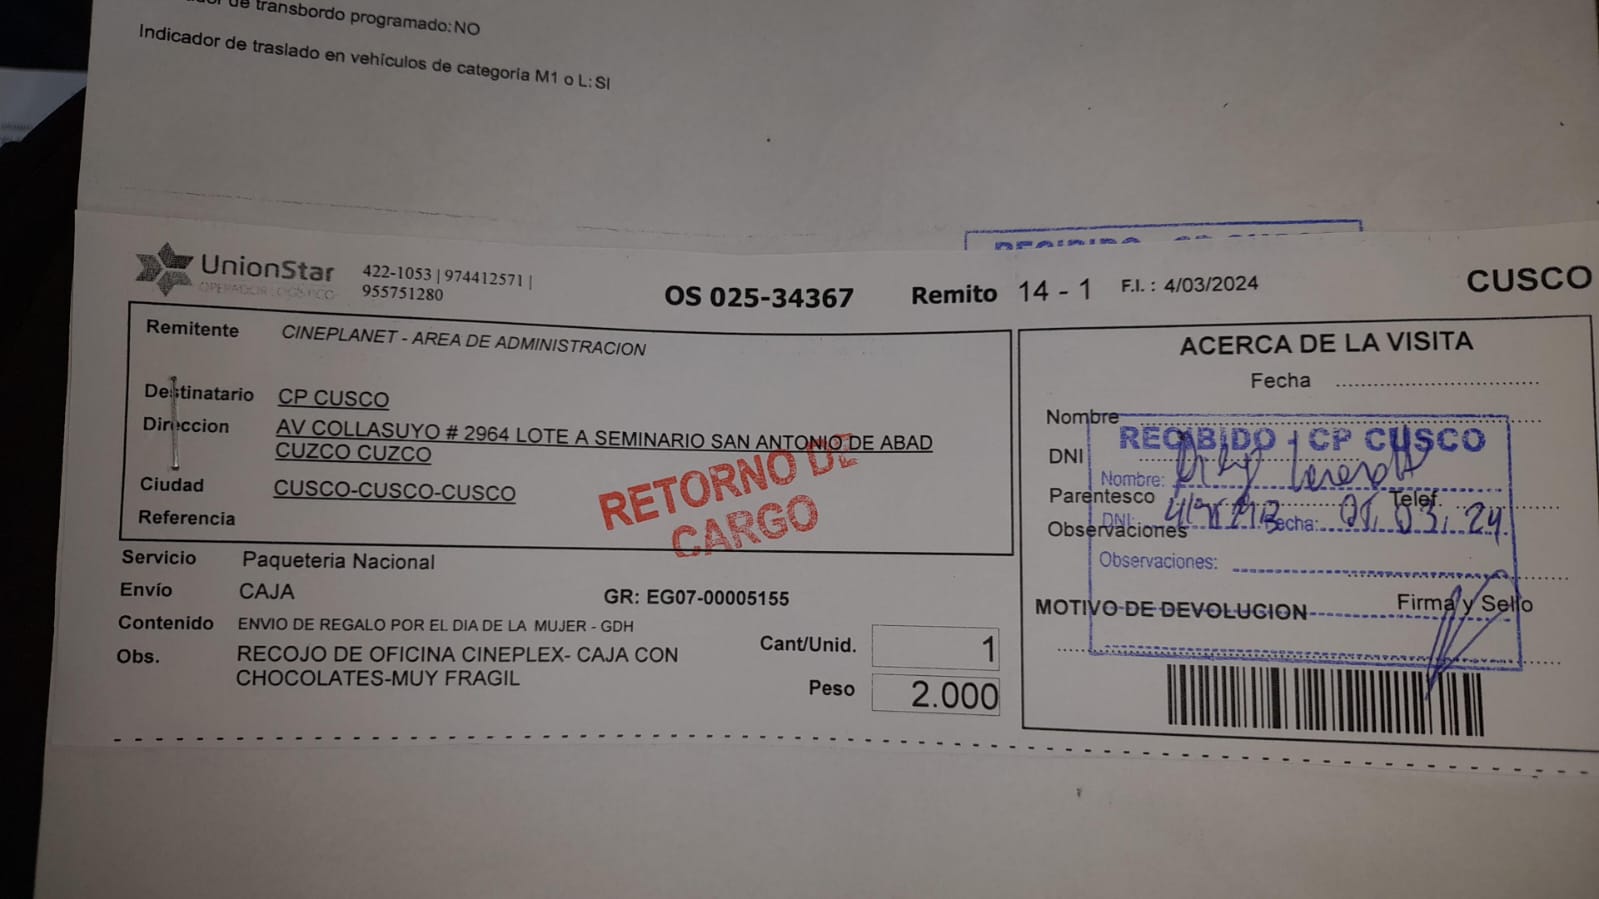 de transbordo programado: NO
Indicador de traslado en vehículos de categoría M1 o L: SI
RECIBIDO - CP CUSCO
UnionStar
OPERADOR LOGÍSTICO
422-1053 | 974412571 |
955751280
OS 025-34367
Remito 14 - 1
F.I. : 4/03/2024
CUSCO
Remitente CINEPLANET - AREA DE ADMINISTRACION
Destinatario CP CUSCO
Direccion AV COLLASUYO # 2964 LOTE A SEMINARIO SAN ANTONIO DE ABAD
CUZCO CUZCO
Ciudad CUSCO-CUSCO-CUSCO
Referencia
RETORNO DE
CARGO
Servicio Paqueteria Nacional
Envío CAJA
GR: EG07-00005155
Contenido ENVIO DE REGALO POR EL DIA DE LA MUJER - GDH
Obs. RECOJO DE OFICINA CINEPLEX- CAJA CON
CHOCOLATES-MUY FRAGIL
Cant/Unid. 1
Peso 2.000
ACERCA DE LA VISITA
Fecha
Nombre
DNI
Parentesco
Telef.
Observaciones
MOTIVO DE DEVOLUCION
Firma y Sello
RECIBIDO - CP CUSCO
Nombre:
DNI:
Fecha: 03. 24
Observaciones: